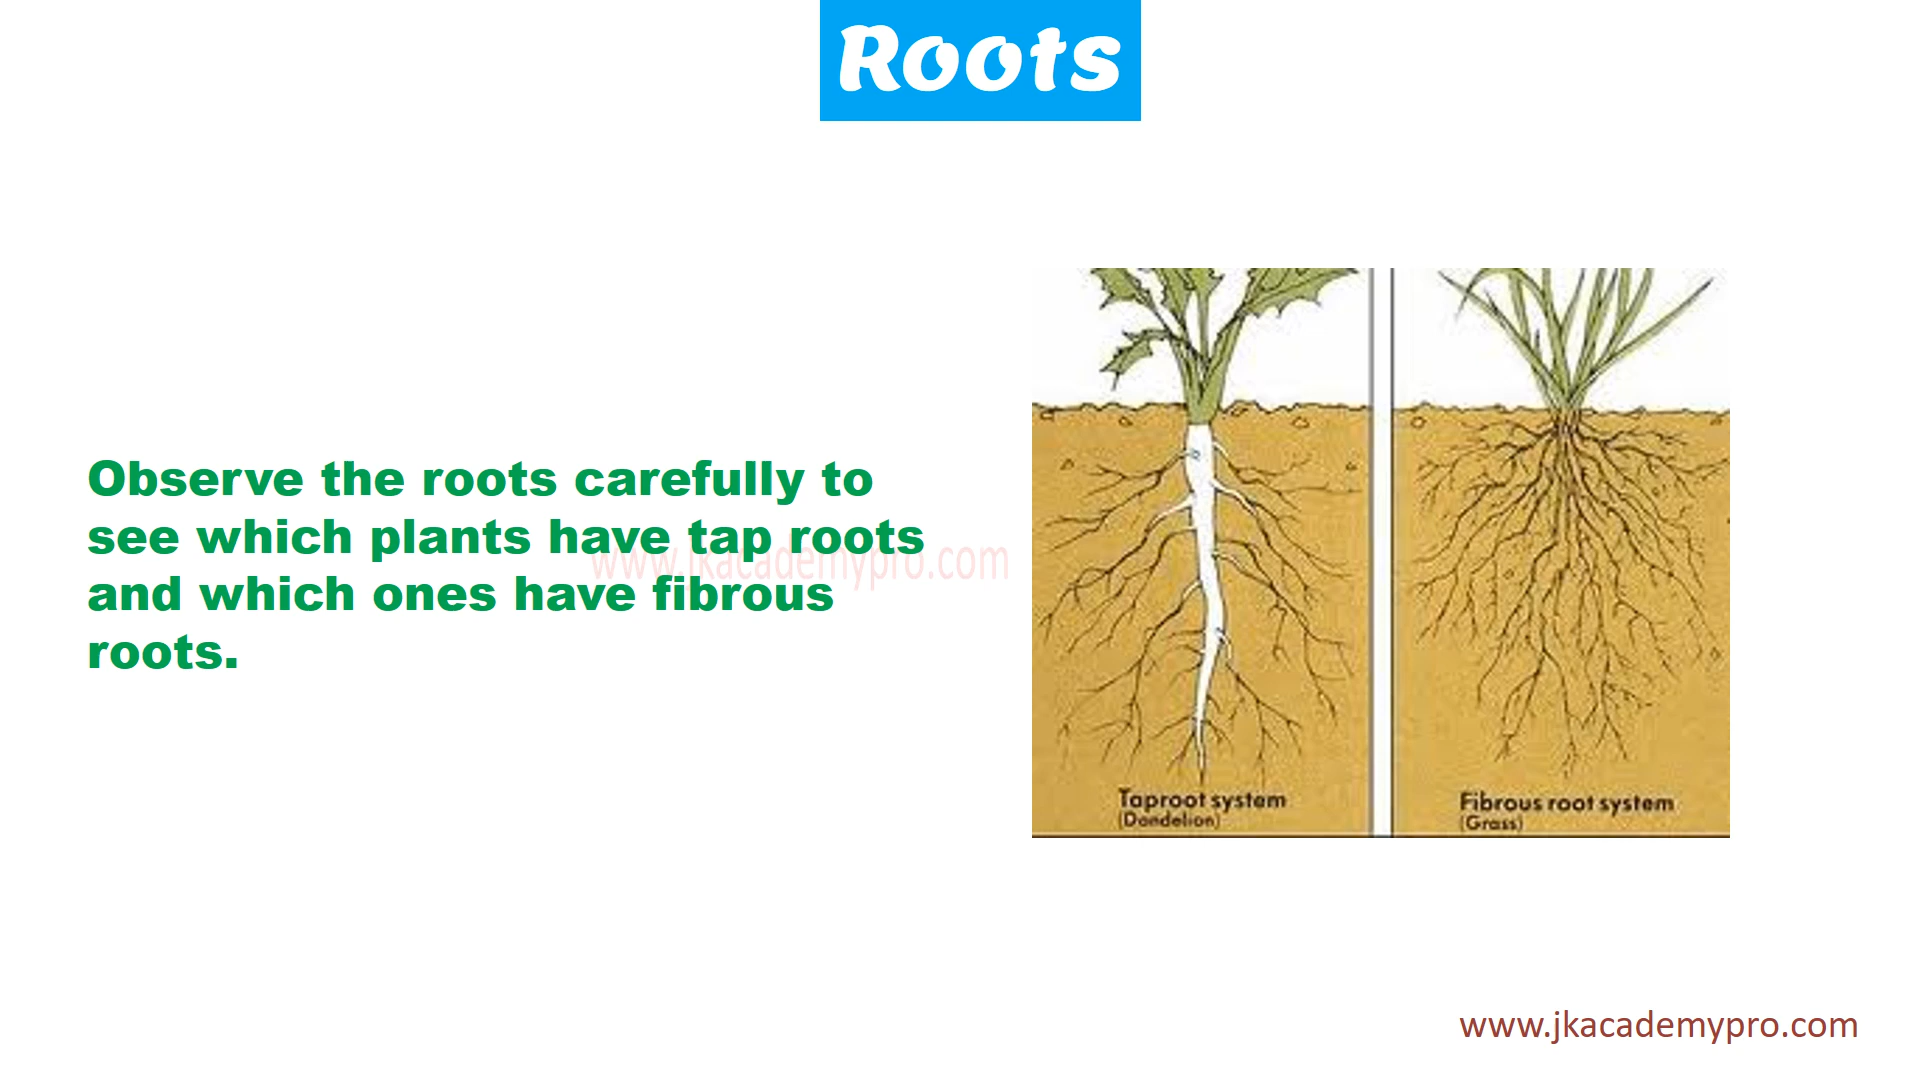 Roots
Observe the roots carefully to
see which plants have tap roots
and which ones have fibrous
roots.
www.jkacademypro.com
Taproot system
(Dandelion)
Fibrous root system
(Grass)
www.jkacademypro.com